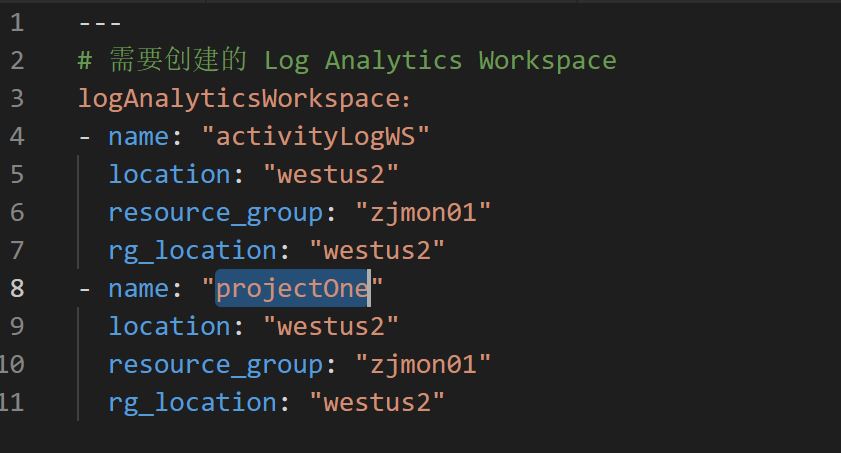 1 ---
2 # 需要创建的 Log Analytics Workspace
3 logAnalyticsWorkspace：
4 - name: "activityLogWS"
5 location: "westus2"
6 resource_group: "zjmon01"
7 rg_location: "westus2"
8 - name: "projectOne"
9 location: "westus2"
10 resource_group: "zjmon01"
11 rg_location: "westus2"